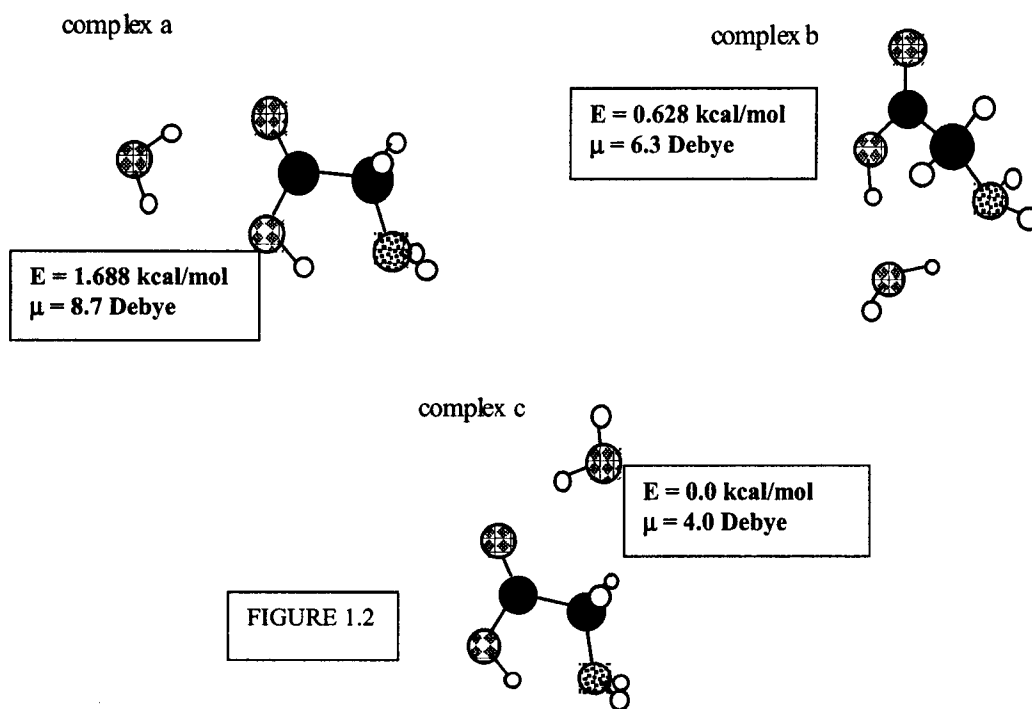 complex a
complex b
E = 0.628 kcal/mol
μ = 6.3 Debye
E = 1.688 kcal/mol
μ = 8.7 Debye
complex c
E = 0.0 kcal/mol
μ = 4.0 Debye
FIGURE 1.2